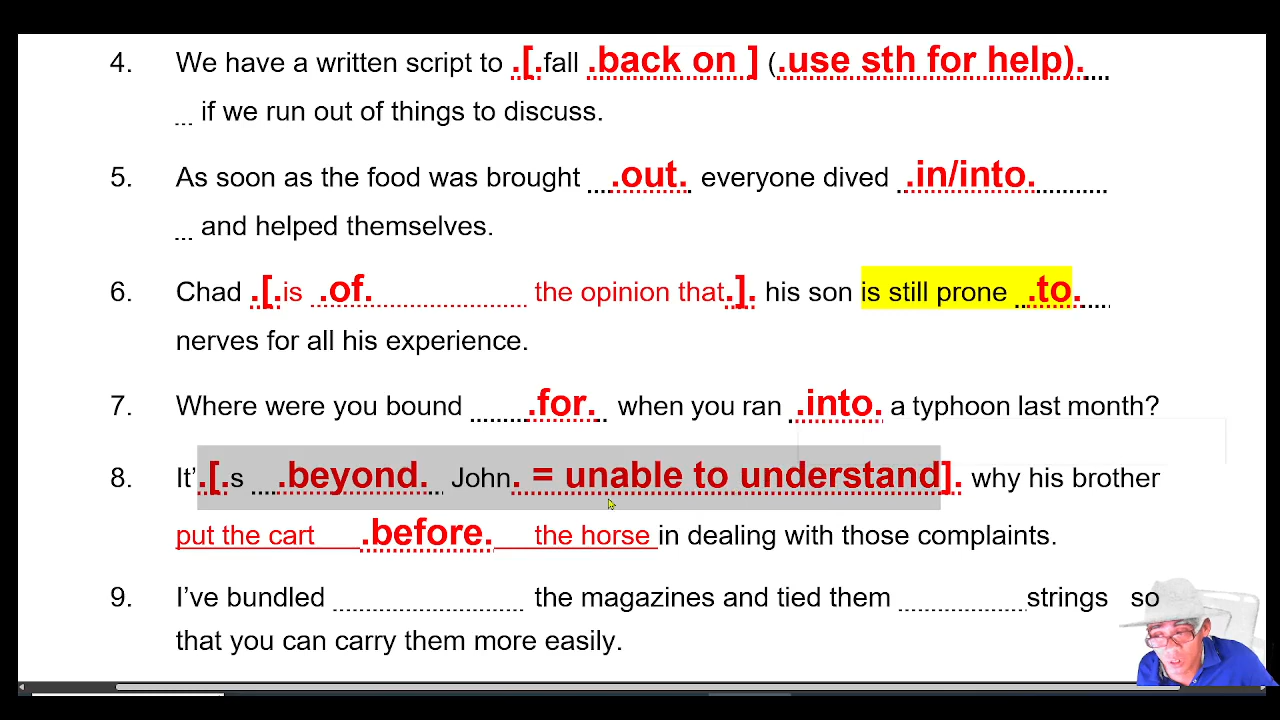 4. We have a written script to .[.fall .back on ] (.use sth for help). ....
... if we run out of things to discuss.
5. As soon as the food was brought ....out. everyone dived ..in/into...........
... and helped themselves.
6. Chad .[.is ..of........................ the opinion that.]. his son is still prone ...to.....
nerves for all his experience.
7. Where were you bound .......for.. when you ran ..into. a typhoon last month?
8. It’.[.s ....beyond... John. = unable to understand]. why his brother
put the cart __.before.__ the horse in dealing with those complaints.
9. I’ve bundled ............................ the magazines and tied them ...................strings so
that you can carry them more easily.